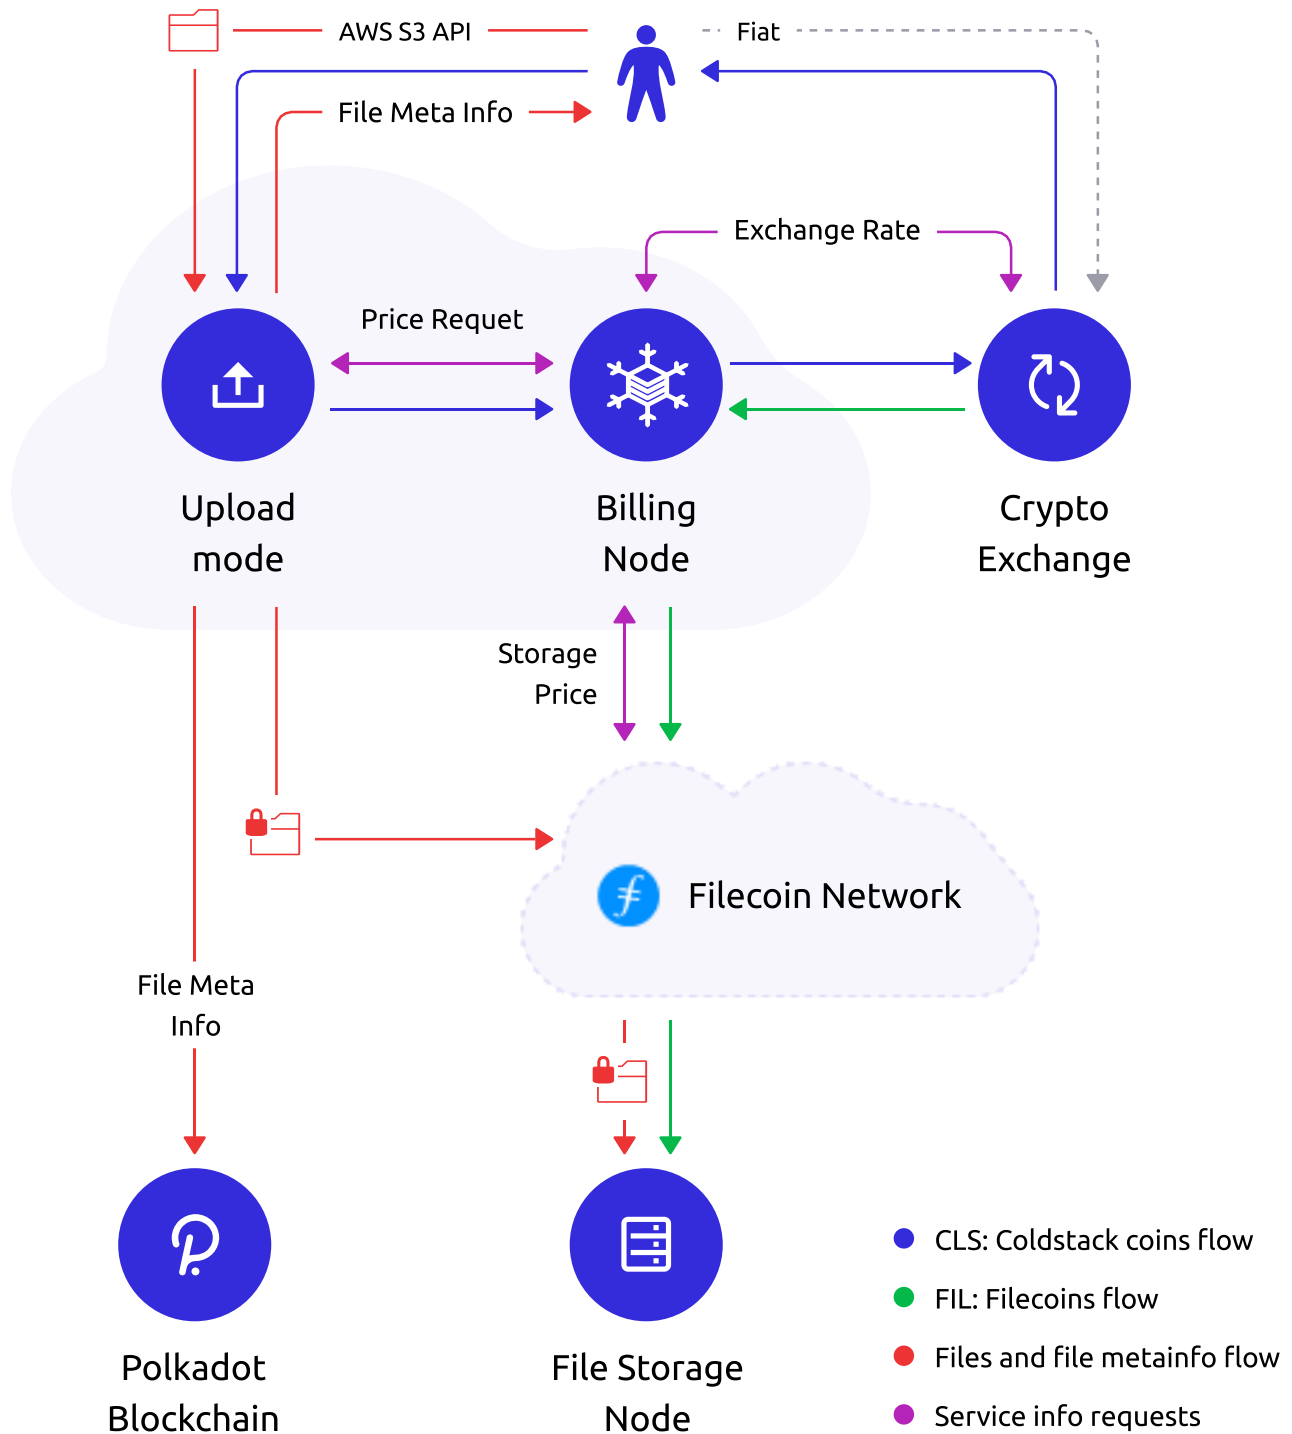 AWS S3 API
Fiat
File Meta Info
Exchange Rate
Price Requet
Upload
mode
Billing
Node
Crypto
Exchange
Storage
Price
Filecoin Network
File Meta
Info
Polkadot
Blockchain
File Storage
Node
CLS: Coldstack coins flow
FIL: Filecoins flow
Files and file metainfo flow
Service info requests